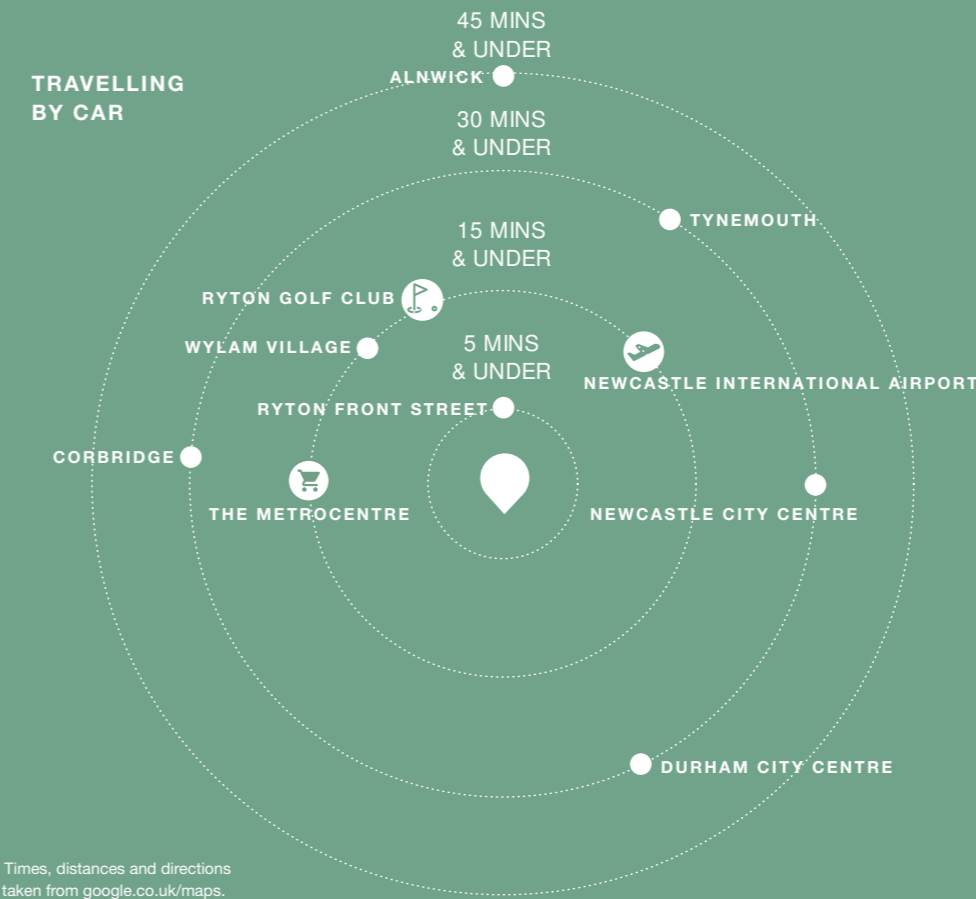 45 MINS
& UNDER
TRAVELLING
BY CAR
ALNWICK
30 MINS
& UNDER
TYNEMOUTH
15 MINS
& UNDER
RYTON GOLF CLUB
WYLAM VILLAGE
5 MINS
& UNDER
NEWCASTLE INTERNATIONAL AIRPORT
RYTON FRONT STREET
CORBRIDGE
THE METROCENTRE
NEWCASTLE CITY CENTRE
DURHAM CITY CENTRE
Times, distances and directions
taken from google.co.uk/maps.